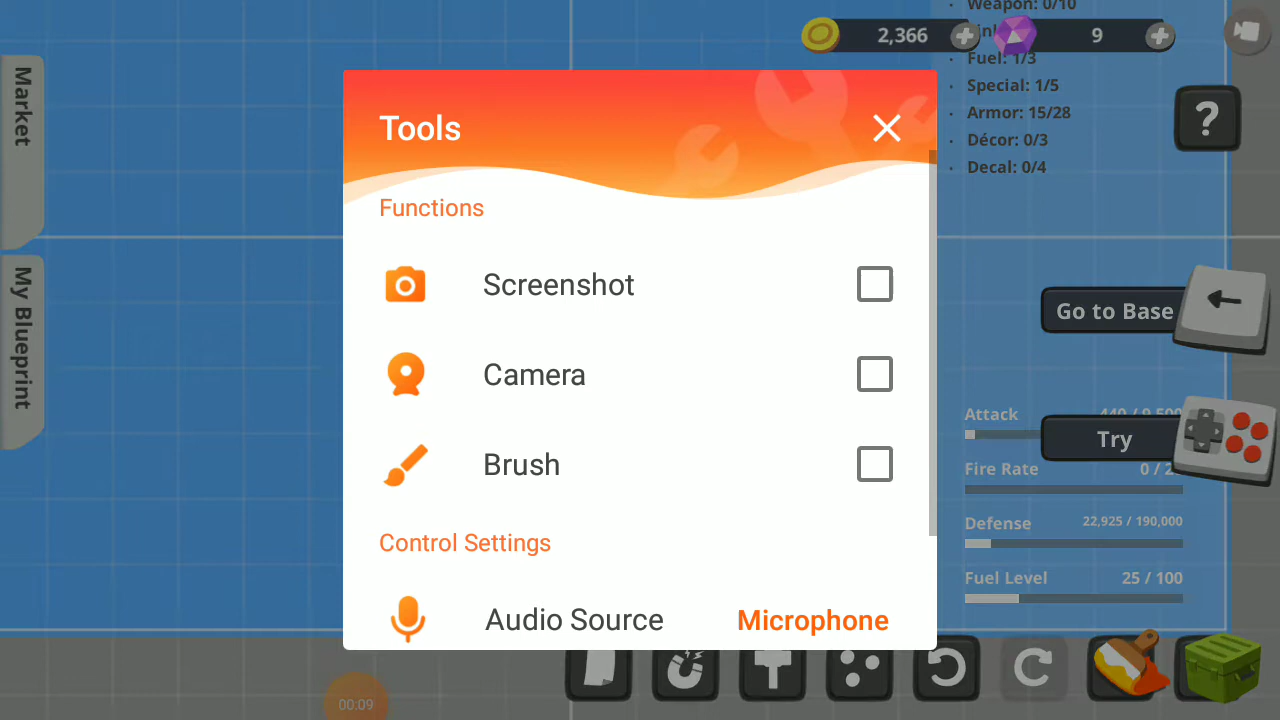 Weapon: 0/10
2,366
9
Fuel: 1/3
Special: 1/5
Armor: 15/28
Décor: 0/3
Decal: 0/4
?
Market
My Blueprint
Tools
Functions
Screenshot
Camera
Brush
Control Settings
Audio Source Microphone
Go to Base
Attack
Try
Fire Rate 0 / 2
Defense 22,925 / 190,000
Fuel Level 25 / 100
00:09